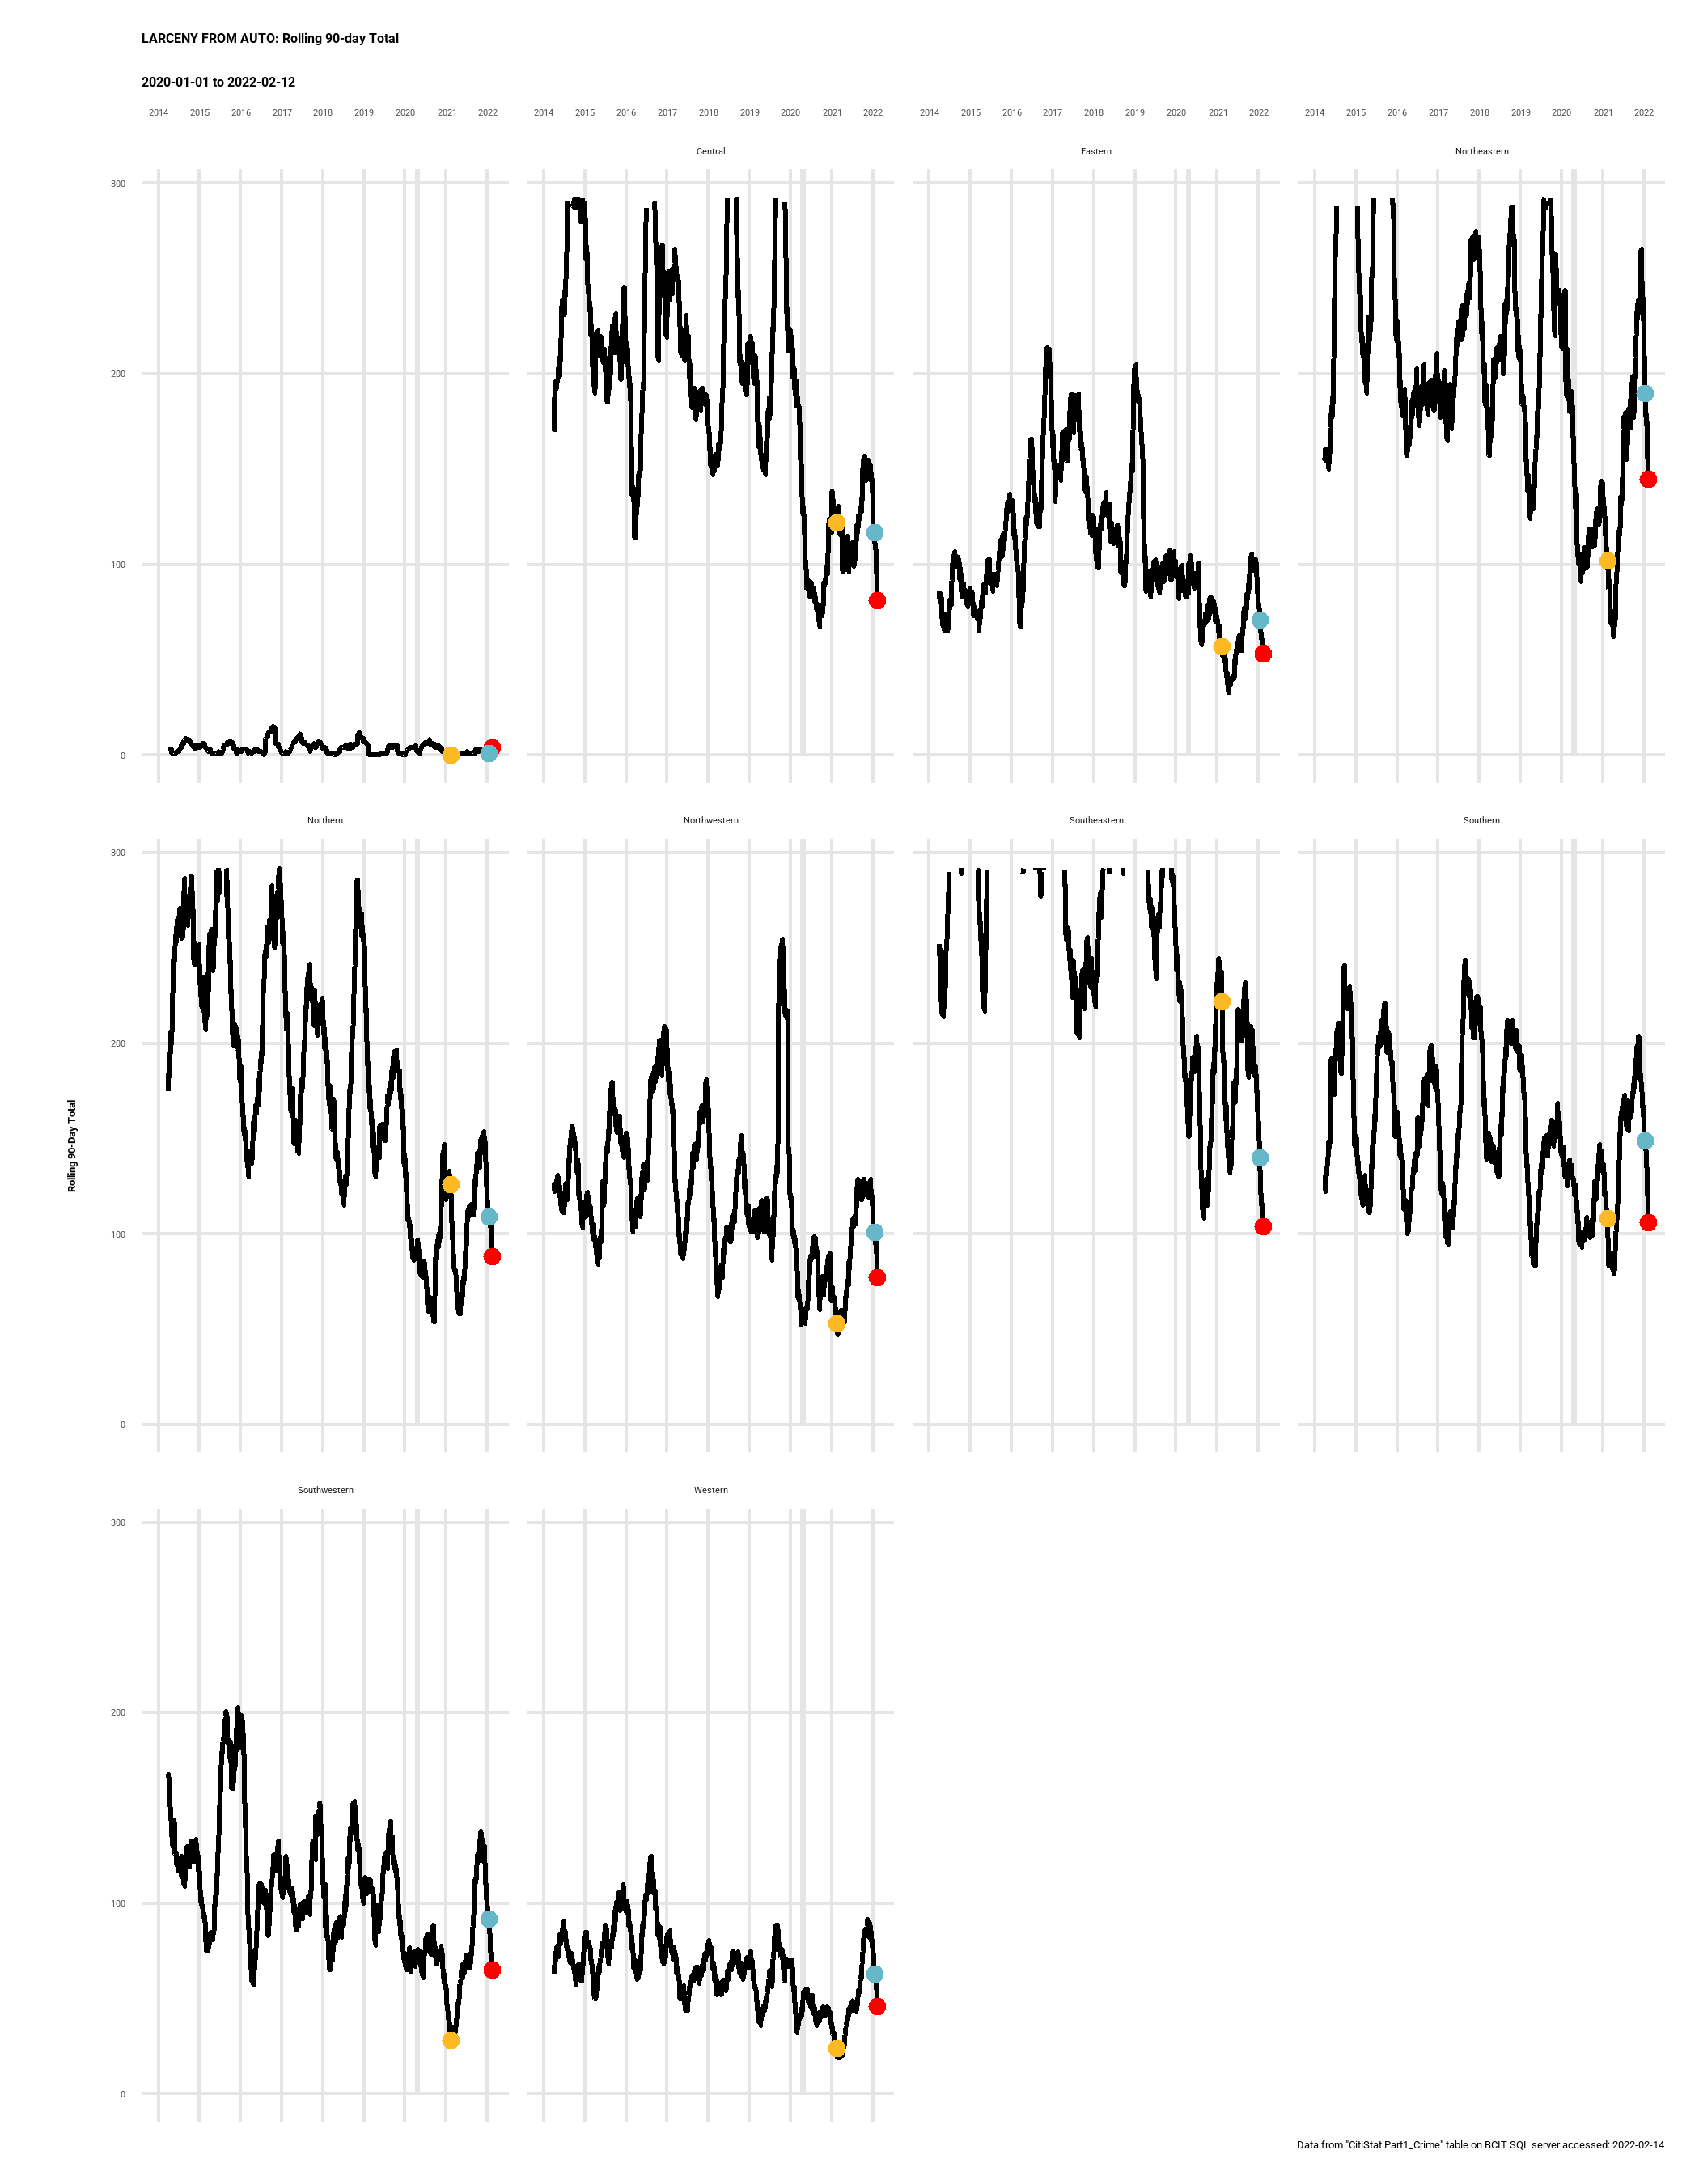 LARCENY FROM AUTO: Rolling 90-day Total
2020-01-01 to 2022-02-12
2014 2015 2016 2017 2018 2019 2020 2021 2022 2014 2015 2016 2017 2018 2019 2020 2021 2022 2014 2015 2016 2017 2018 2019 2020 2021 2022 2014 2015 2016 2017 2018 2019 2020 2021 2022
Central Eastern Northeastern
300
200
100
0
Northern Northwestern Southeastern Southern
300
200
Rolling 90-Day Total
100
0
Southwestern Western
300
200
100
0
Data from "CitiStat.Part1_Crime" table on BCIT SQL server accessed: 2022-02-14